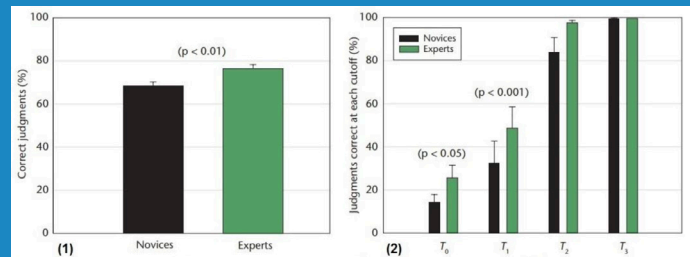 Correct judgments (%)
100
80
60
40
20
0
(p < 0.01)
Novices
Experts
(1)
Judgments correct at each cutoff (%)
100
80
60
40
20
0
Novices
Experts
(p < 0.05)
(p < 0.001)
T₀
T₁
T₂
T₃
(2)